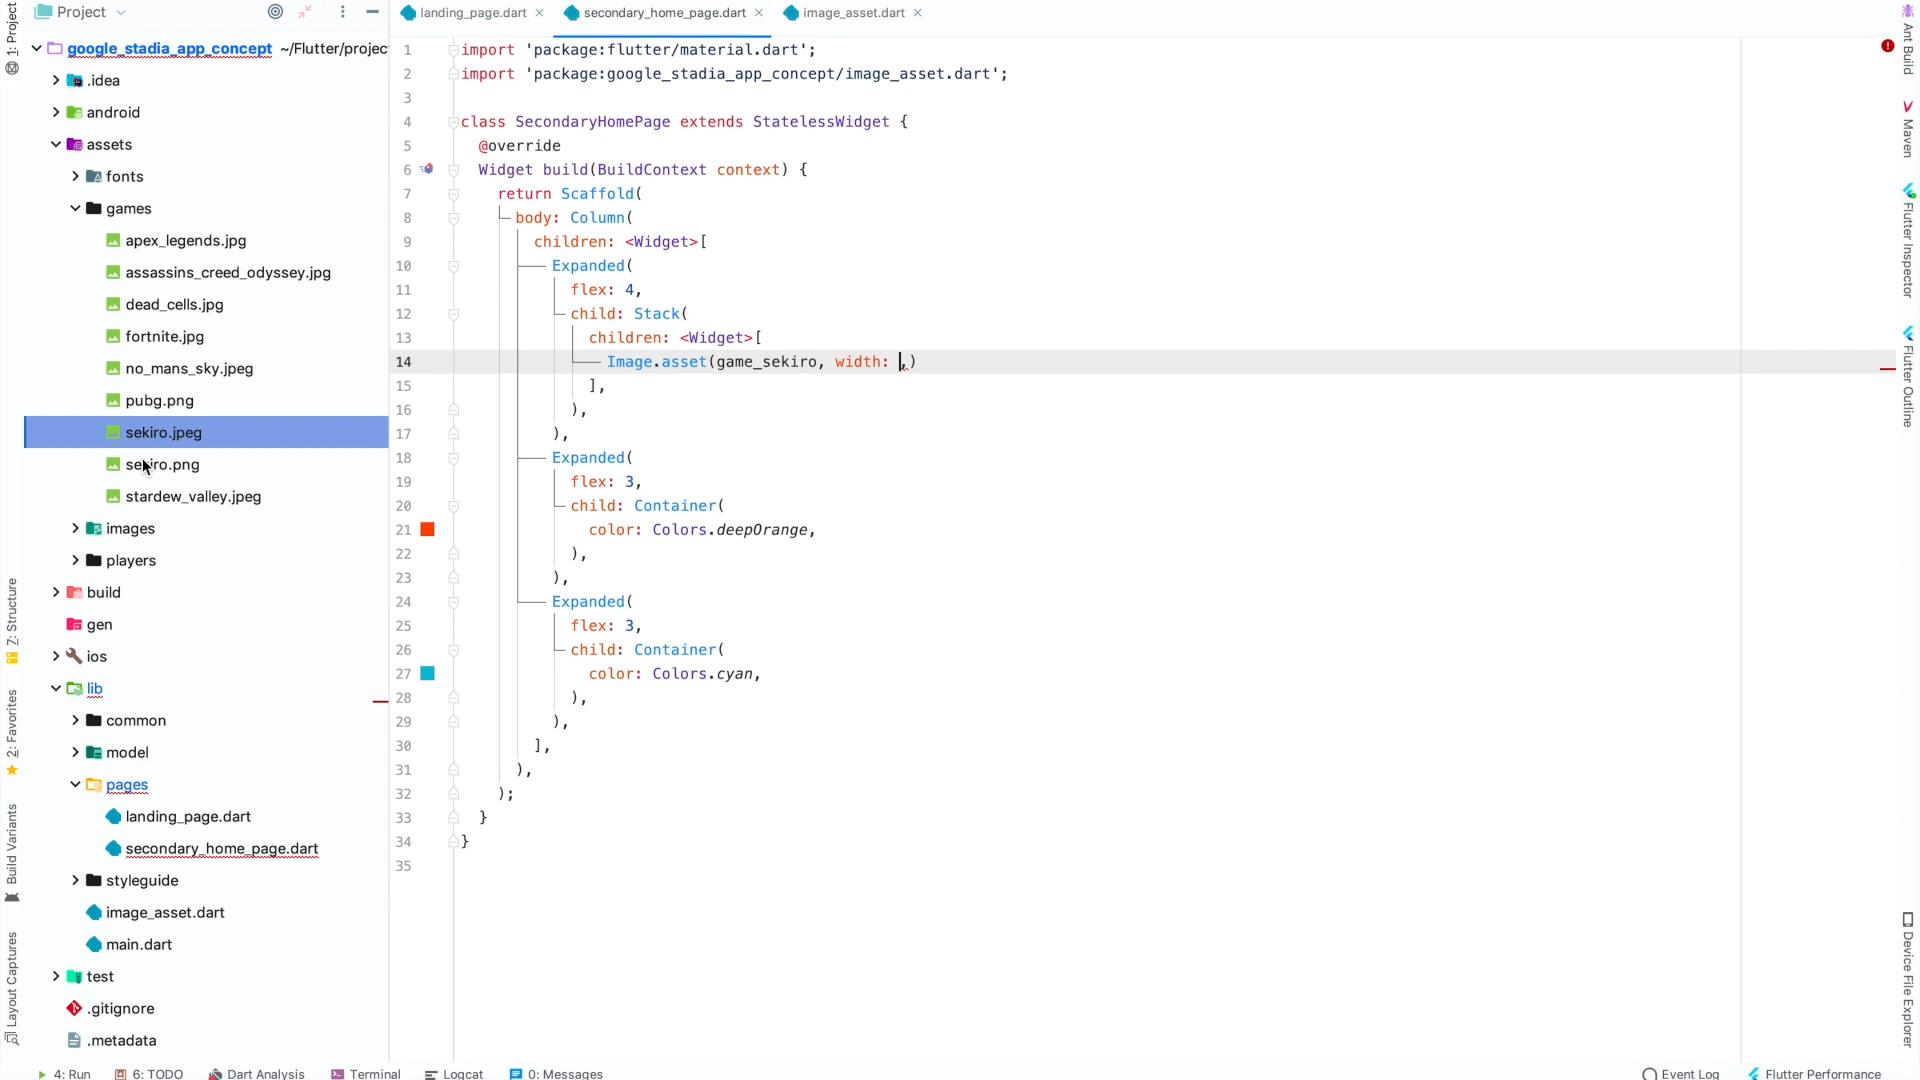 1: Project
Project
google_stadia_app_concept ~/Flutter/projec
.idea
android
assets
fonts
games
apex_legends.jpg
assassins_creed_odyssey.jpg
dead_cells.jpg
fortnite.jpg
no_mans_sky.jpeg
pubg.png
sekiro.jpeg
sekiro.png
stardew_valley.jpeg
images
players
build
gen
ios
lib
common
model
pages
landing_page.dart
secondary_home_page.dart
styleguide
image_asset.dart
main.dart
test
.gitignore
.metadata
Z: Structure
2: Favorites
Build Variants
Layout Captures
landing_page.dart
secondary_home_page.dart
image_asset.dart
1 import 'package:flutter/material.dart';
2 import 'package:google_stadia_app_concept/image_asset.dart';
3
4 class SecondaryHomePage extends StatelessWidget {
5 @override
6 Widget build(BuildContext context) {
7 return Scaffold(
8 body: Column(
9 children: <Widget>[
10 Expanded(
11 flex: 4,
12 child: Stack(
13 children: <Widget>[
14 Image.asset(game_sekiro, width: ,)
15 ],
16 ),
17 ),
18 Expanded(
19 flex: 3,
20 child: Container(
21 color: Colors.deepOrange,
22 ),
23 ),
24 Expanded(
25 flex: 3,
26 child: Container(
27 color: Colors.cyan,
28 ),
29 ),
30 ],
31 ),
32 );
33 }
34 }
35
Ant Build
Maven
Flutter Inspector
Flutter Outline
Device File Explorer
4: Run
6: TODO
Dart Analysis
Terminal
Logcat
0: Messages
Event Log
Flutter Performance